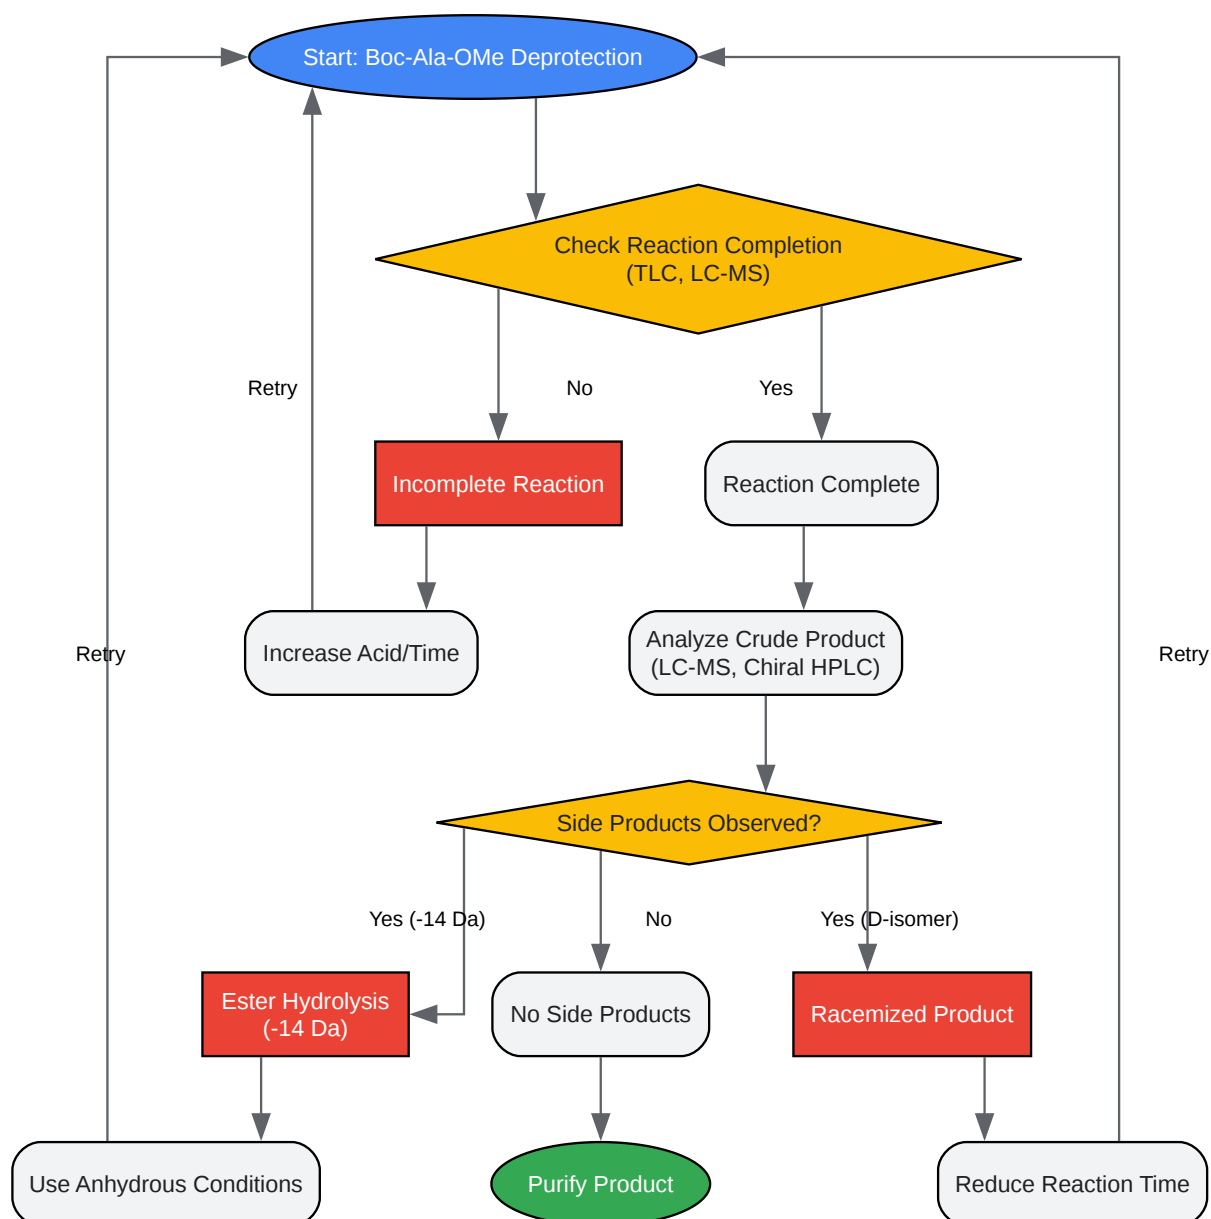 Start: Boc-Ala-OMe Deprotection
Check Reaction Completion
(TLC, LC-MS)
Retry
No
Yes
Incomplete Reaction
Reaction Complete
Retry
Increase Acid/Time
Analyze Crude Product
(LC-MS, Chiral HPLC)
Retry
Side Products Observed?
Yes (-14 Da)
No
Yes (D-isomer)
Ester Hydrolysis
(-14 Da)
No Side Products
Racemized Product
Use Anhydrous Conditions
Purify Product
Reduce Reaction Time